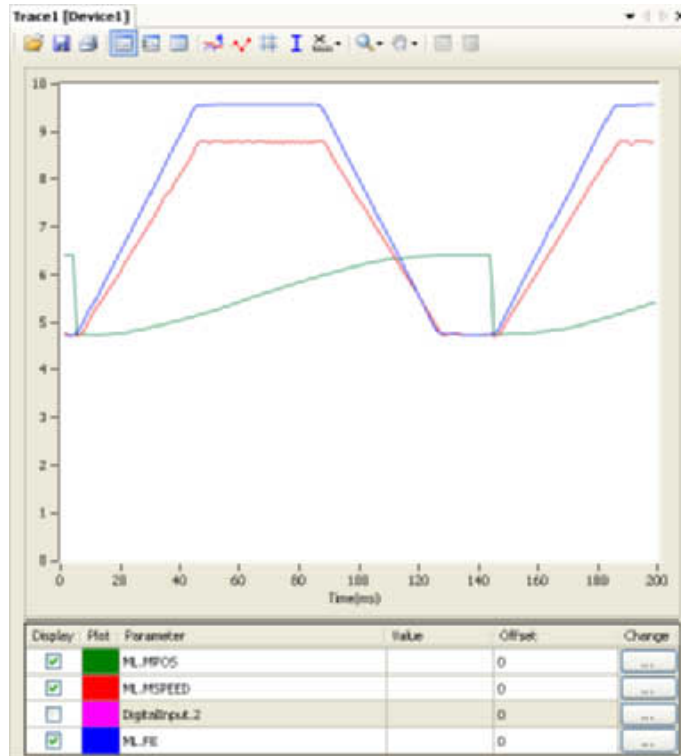 Trace1 [Device1]
10
9
8
7
6
5
4
3
2
1
0
0 20 40 60 80 100 120 140 160 180 200
Time(ms)
Display Plot Parameter Value Offset Change
ML.MPOS 0 ...
ML.MSPEED 0 ...
DigitalInput.2 0 ...
ML.FE 0 ...